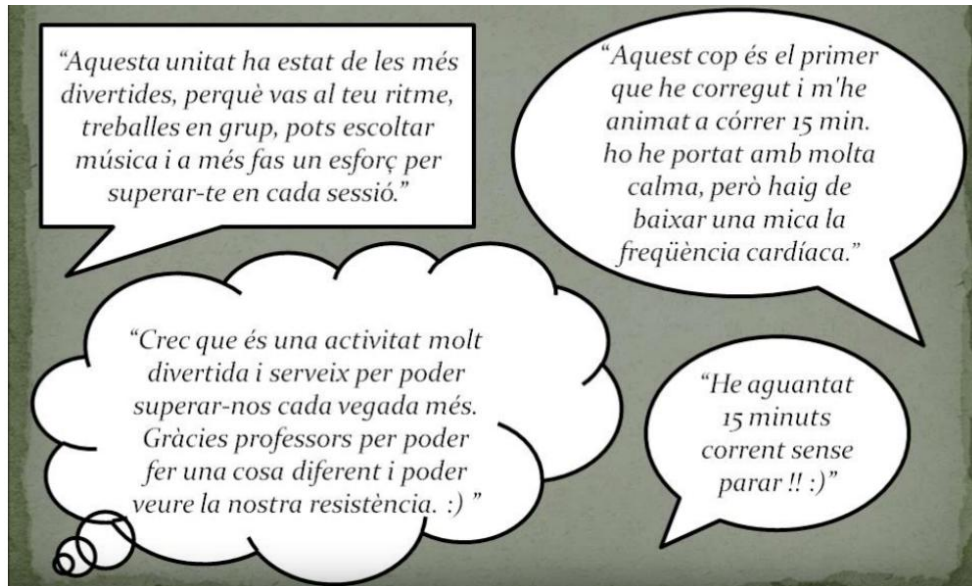 “Aquesta unitat ha estat de les més
divertides, perquè vas al teu ritme,
treballes en grup, pots escoltar
música i a més fas un esforç per
superar-te en cada sessió.”
“Aquest cop és el primer
que he corregut i m'he
animat a córrer 15 min.
ho he portat amb molta
calma, però haig de
baixar una mica la
freqüència cardíaca.”
“Crec que és una activitat molt
divertida i serveix per poder
superar-nos cada vegada més.
Gràcies professors per poder
fer una cosa diferent i poder
veure la nostra resistència. :) ”
“He aguantat
15 minuts
corrent sense
parar !! :)”